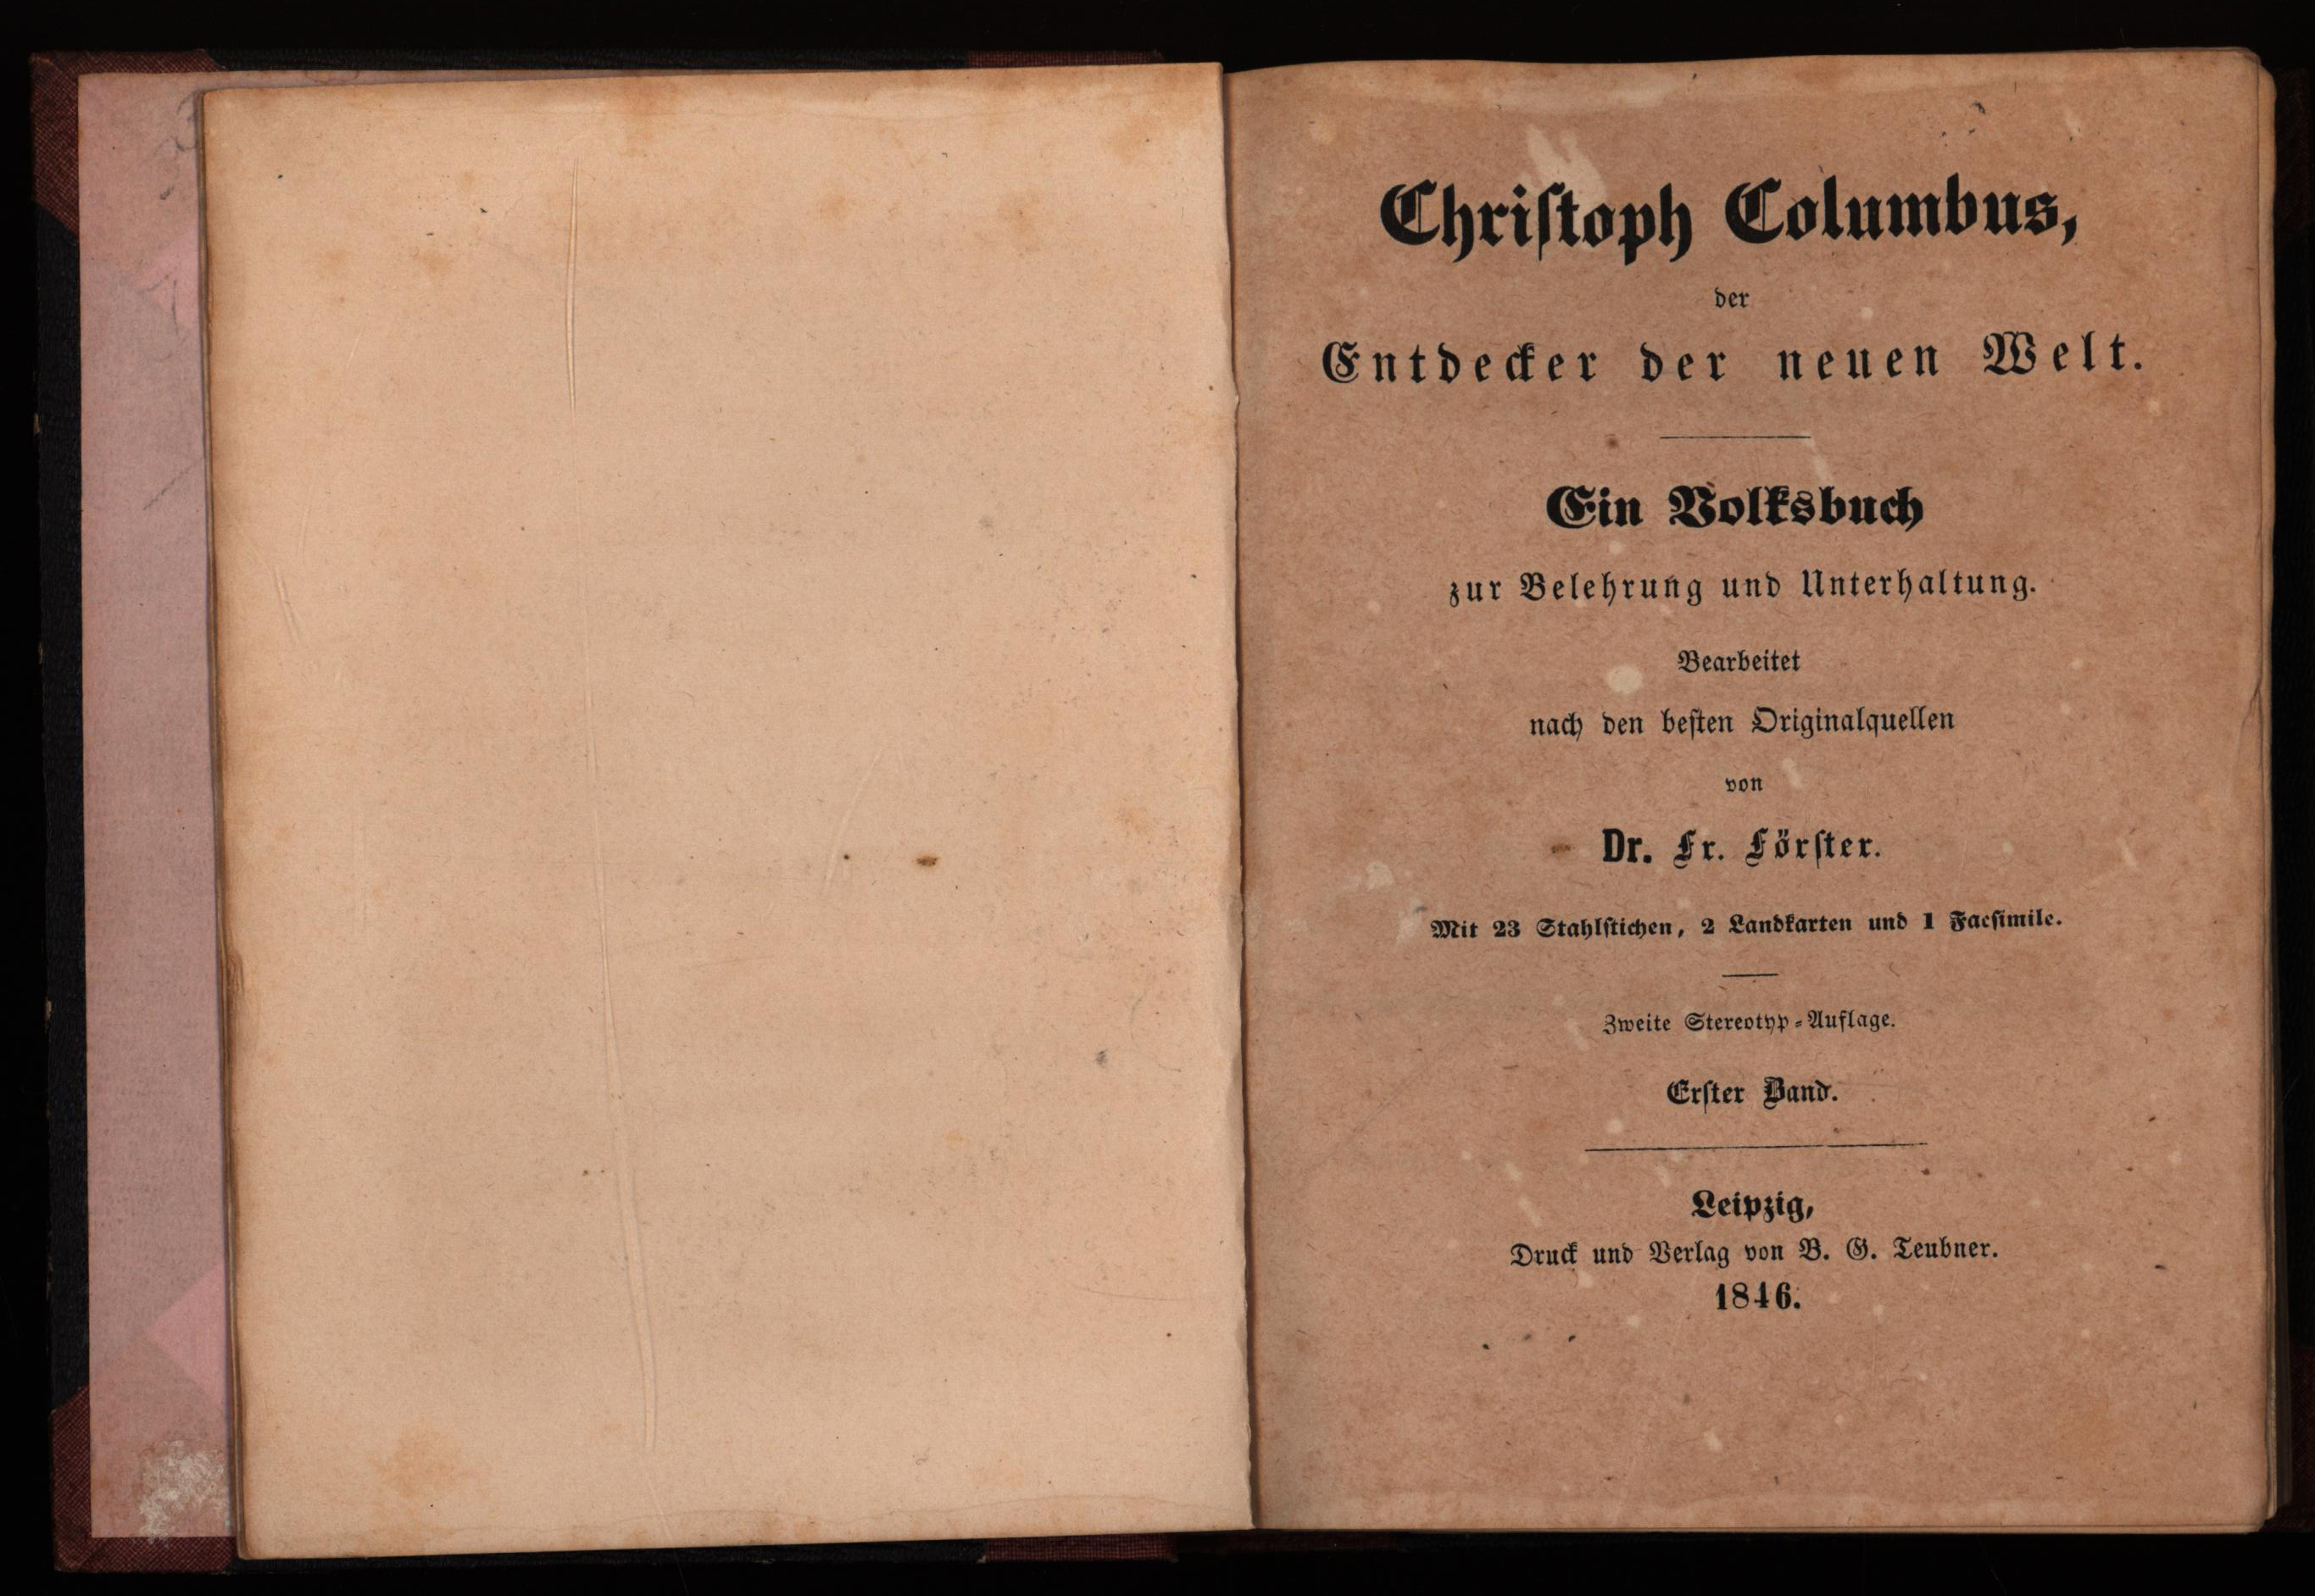 Chriſtoph Columbus,
der
Entdecker der neuen Welt.
Ein Volksbuch
zur Belehrung und Unterhaltung.
Bearbeitet
nach den beſten Originalquellen
von
Dr. Fr. Förſter.
Mit 23 Stahlſtichen, 2 Landkarten und 1 Facſimile.
Zweite Stereotyp-Auflage.
Erſter Band.
Leipzig,
Druck und Verlag von B. G. Teubner.
1846.